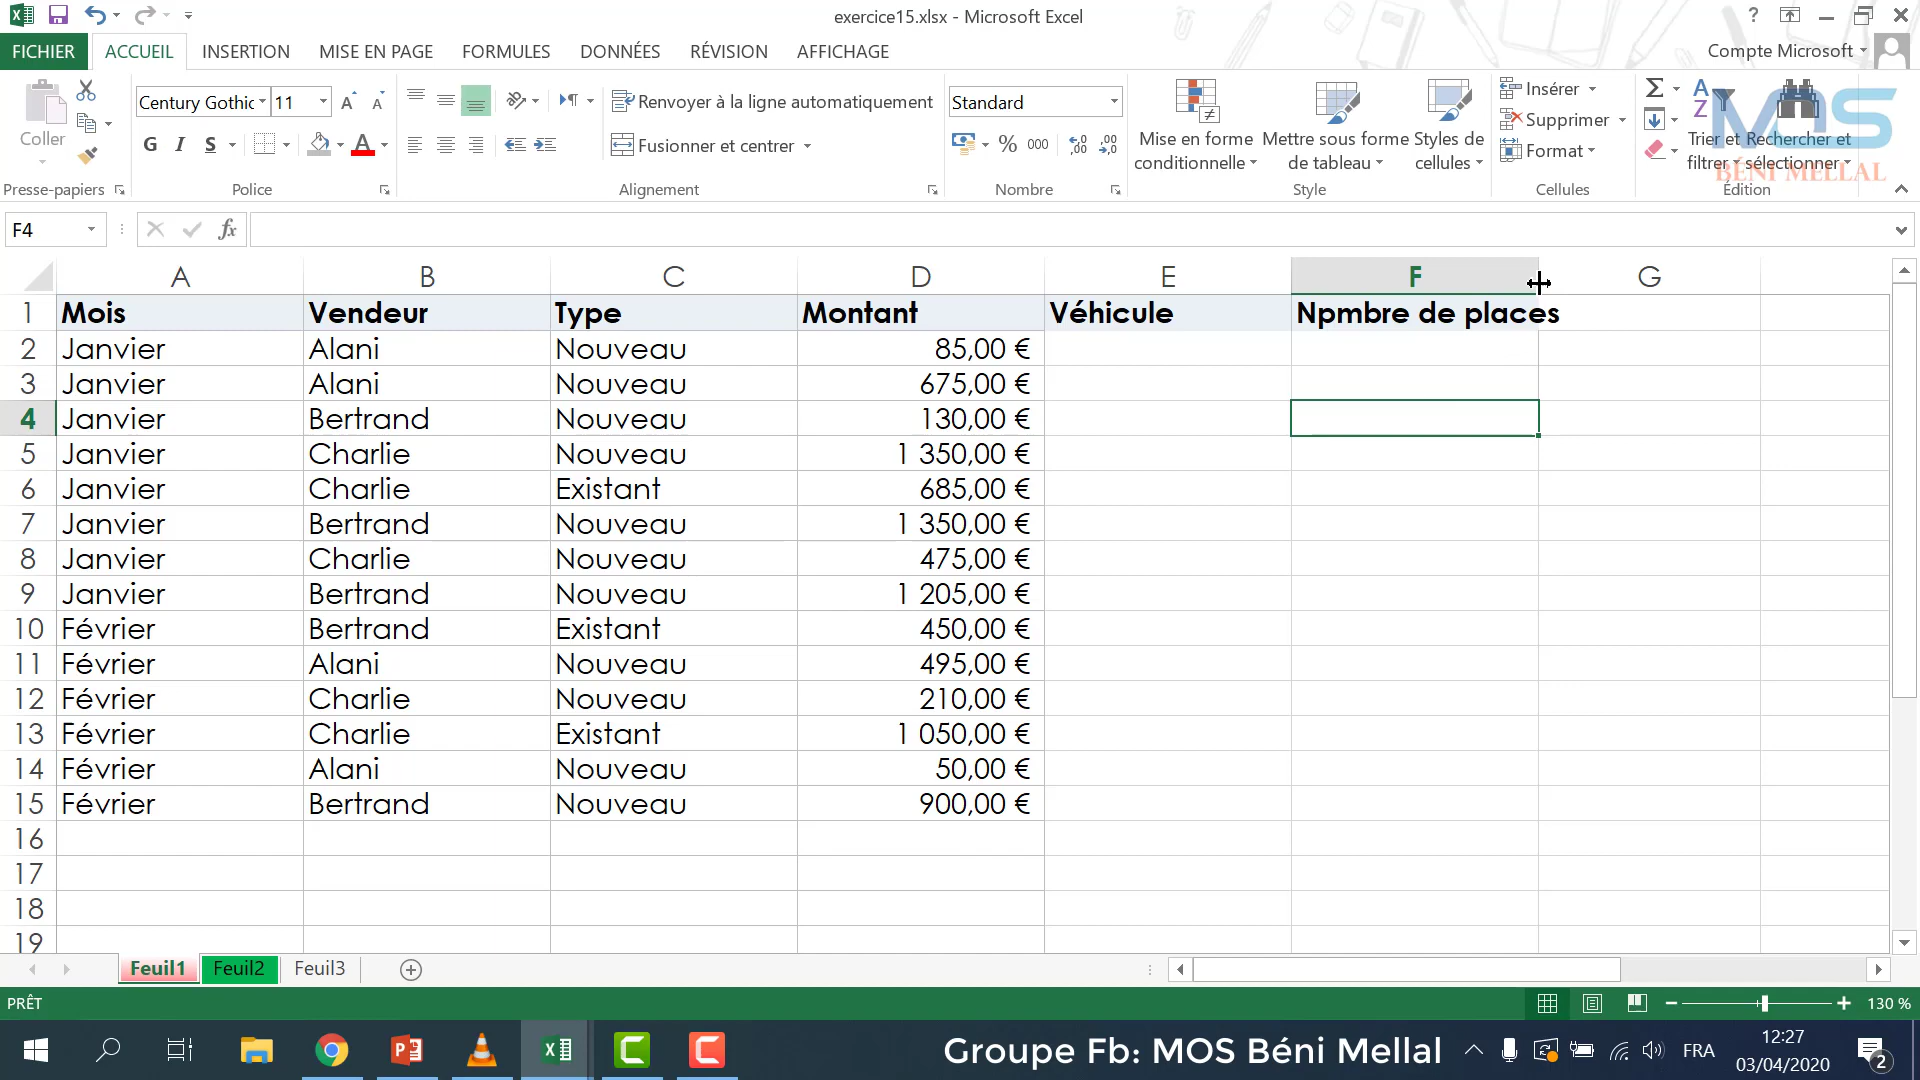 exercice15.xlsx - Microsoft Excel
?
FICHIER ACCUEIL INSERTION MISE EN PAGE FORMULES DONNÉES RÉVISION AFFICHAGE Compte Microsoft
Coller
Presse-papiers
Century Gothic 11
G I S A
Police
Renvoyer à la ligne automatiquement
Fusionner et centrer
Alignement
Standard
% 000
Nombre
Mise en forme conditionnelle
Mettre sous forme de tableau
Styles de cellules
Style
Insérer
Supprimer
Format
Cellules
Σ
Trier et filtrer
Rechercher et sélectionner
Édition
MOS
BÉNI MELLAL
F4 fx
A B C D E F G
1 Mois Vendeur Type Montant Véhicule Npmbre de places
2 Janvier Alani Nouveau 85,00 €
3 Janvier Alani Nouveau 675,00 €
4 Janvier Bertrand Nouveau 130,00 €
5 Janvier Charlie Nouveau 1 350,00 €
6 Janvier Charlie Existant 685,00 €
7 Janvier Bertrand Nouveau 1 350,00 €
8 Janvier Charlie Nouveau 475,00 €
9 Janvier Bertrand Nouveau 1 205,00 €
10 Février Bertrand Existant 450,00 €
11 Février Alani Nouveau 495,00 €
12 Février Charlie Nouveau 210,00 €
13 Février Charlie Existant 1 050,00 €
14 Février Alani Nouveau 50,00 €
15 Février Bertrand Nouveau 900,00 €
16
17
18
19
Feuil1 Feuil2 Feuil3
PRÊT 130 %
Groupe Fb: MOS Béni Mellal FRA
12:27
03/04/2020
2